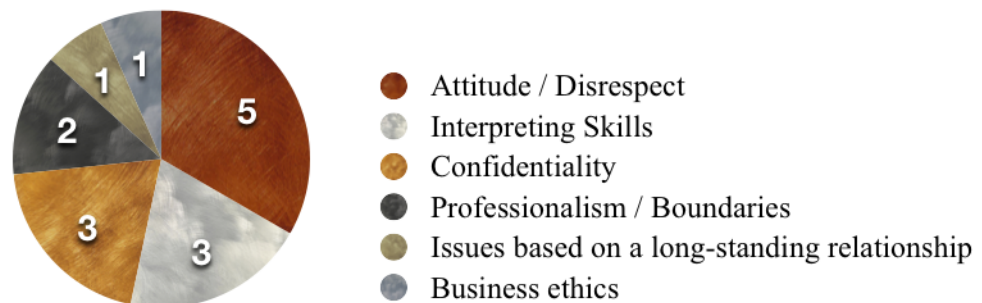 1
1
5
2
3
3
Attitude / Disrespect
Interpreting Skills
Confidentiality
Professionalism / Boundaries
Issues based on a long-standing relationship
Business ethics